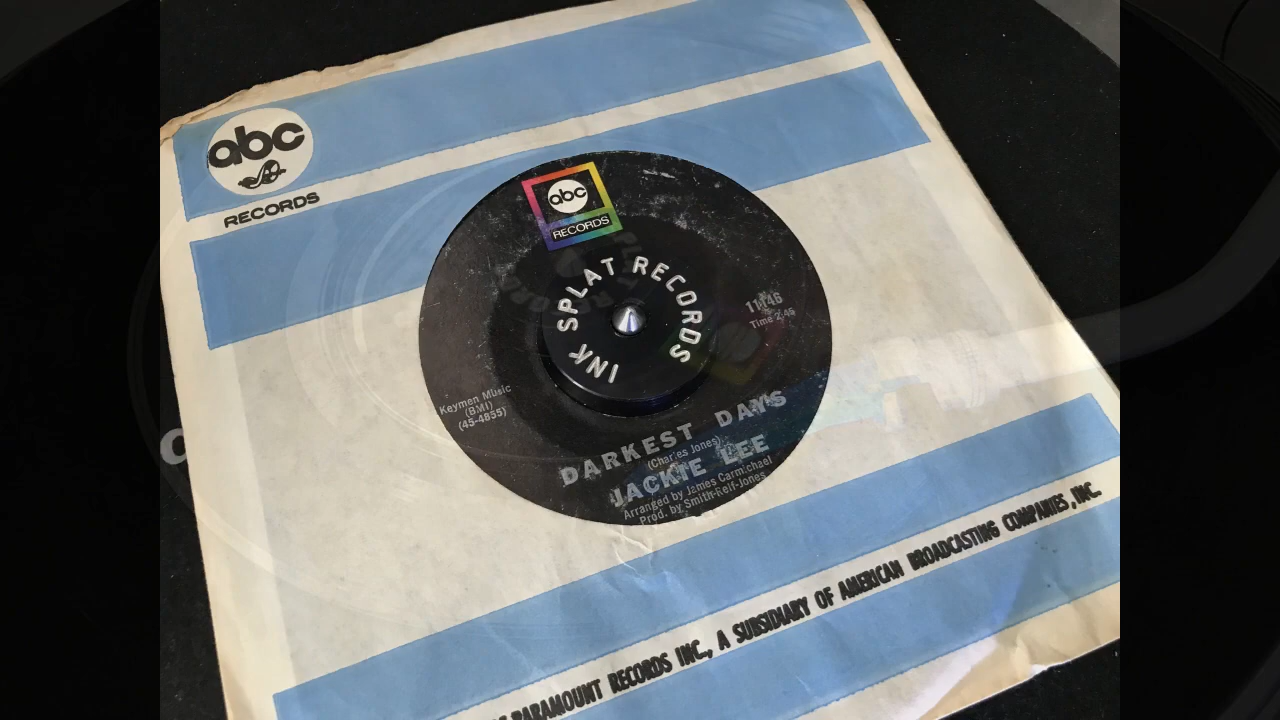 abc
RECORDS
abc
RECORDS
INK SPLAT RECORDS
11146
Time 2:45
Keymen Music
(BMI)
(45-4855)
DARKEST DAYS
(Charles Jones)
JACKIE LEE
Arranged by James Carmichael
Prod. by Smith-Relf-Jones
PARAMOUNT RECORDS INC., A SUBSIDIARY OF AMERICAN BROADCASTING COMPANIES, INC.